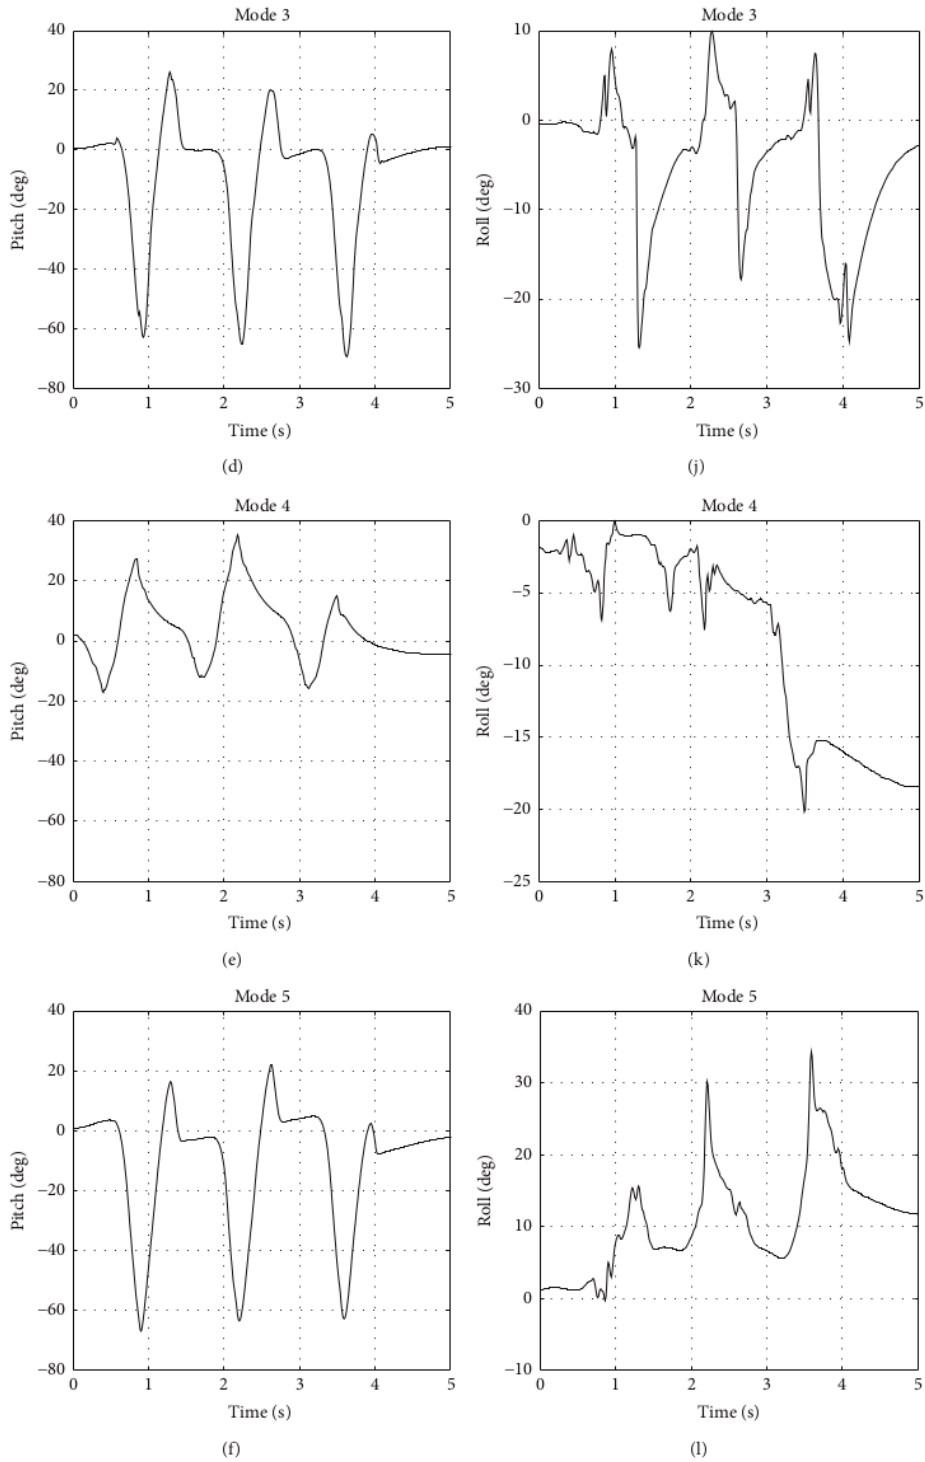 Mode 3
40
20
0
−20
−40
−60
−80
Pitch (deg)
0 1 2 3 4 5
Time (s)
(d)
Mode 3
10
0
−10
−20
−30
Roll (deg)
0 1 2 3 4 5
Time (s)
(j)
Mode 4
40
20
0
−20
−40
−60
−80
Pitch (deg)
0 1 2 3 4 5
Time (s)
(e)
Mode 4
0
−5
−10
−15
−20
−25
Roll (deg)
0 1 2 3 4 5
Time (s)
(k)
Mode 5
40
20
0
−20
−40
−60
−80
Pitch (deg)
0 1 2 3 4 5
Time (s)
(f)
Mode 5
40
30
20
10
0
−10
Roll (deg)
0 1 2 3 4 5
Time (s)
(l)